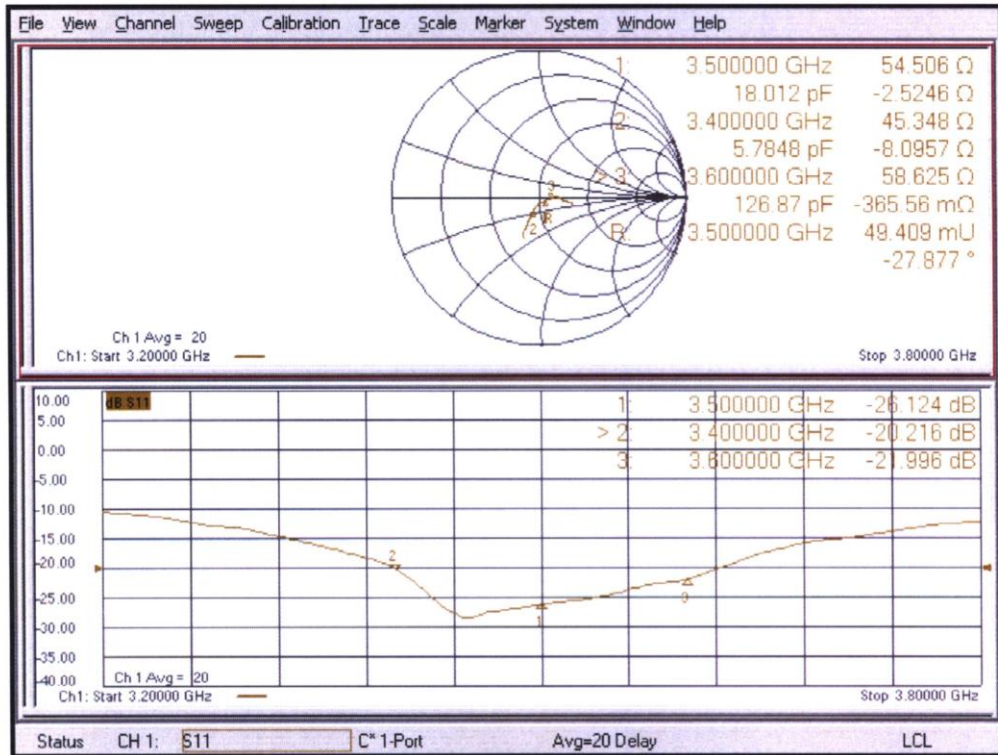 File View Channel Sweep Calibration Trace Scale Marker System Window Help
1: 3.500000 GHz 54.506 Ω
18.012 pF -2.5246 Ω
2: 3.400000 GHz 45.348 Ω
5.7848 pF -8.0957 Ω
> 3: 3.600000 GHz 58.625 Ω
126.87 pF -365.56 mΩ
R: 3.500000 GHz 49.409 mU
-27.877 °
3
R
2
Ch 1 Avg = 20
Ch1: Start 3.20000 GHz Stop 3.80000 GHz
10.00 dB S11
5.00
0.00
-5.00
-10.00
-15.00
-20.00
-25.00
-30.00
-35.00
-40.00
1: 3.500000 GHz -26.124 dB
> 2: 3.400000 GHz -20.216 dB
3: 3.600000 GHz -21.996 dB
2
1
Ch 1 Avg = 20
Ch1: Start 3.20000 GHz Stop 3.80000 GHz
Status CH 1: S11 C* 1-Port Avg=20 Delay LCL